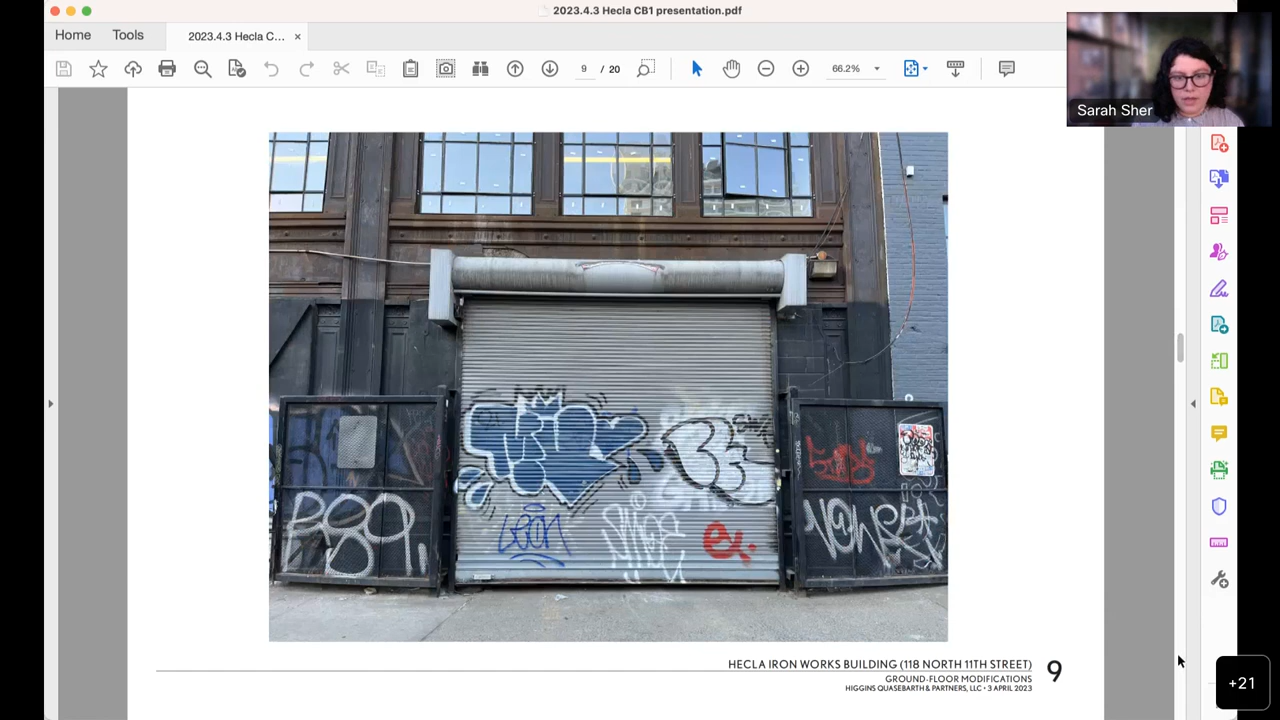 2023.4.3 Hecla CB1 presentation.pdf
Home
Tools
2023.4.3 Hecla C...
9 / 20
66.2%
Sarah Sher
Leon
HECLA IRON WORKS BUILDING (118 NORTH 11TH STREET)
9
GROUND-FLOOR MODIFICATIONS
HIGGINS QUASEBARTH & PARTNERS, LLC • 3 APRIL 2023
+21